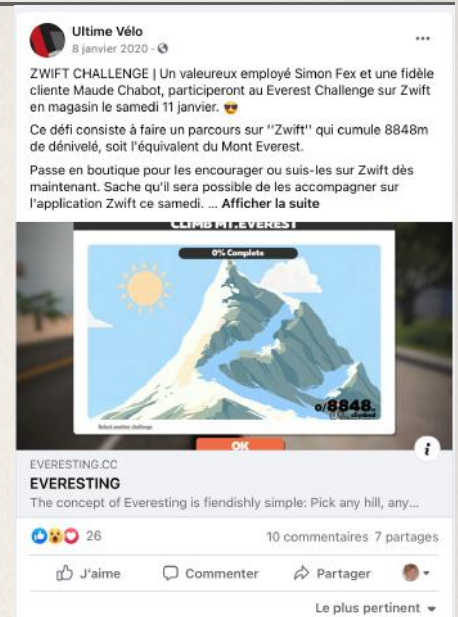 Ultime Vélo
8 janvier 2020 ·
ZWIFT CHALLENGE | Un valeureux employé Simon Fex et une fidèle
cliente Maude Chabot, participeront au Everest Challenge sur Zwift
en magasin le samedi 11 janvier. 😎
Ce défi consiste à faire un parcours sur ''Zwift'' qui cumule 8848m
de dénivelé, soit l'équivalent du Mont Everest.
Passe en boutique pour les encourager ou suis-les sur Zwift dès
maintenant. Sache qu'il sera possible de les accompagner sur
l'application Zwift ce samedi. ... Afficher la suite
CLIMB MT.EVEREST
0% Complete
0/8848m
climbed
Select another challenge
OK
i
EVERESTING.CC
EVERESTING
The concept of Everesting is fiendishly simple: Pick any hill, any...
26
10 commentaires 7 partages
J'aime
Commenter
Partager
Le plus pertinent